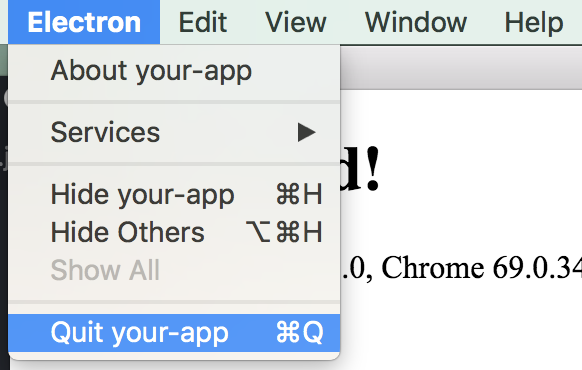 Electron Edit View Window Help
About your-app
Services
Hide your-app ⌘H
d!
Hide Others ⌥⌘H
Show All
.0, Chrome 69.0.34
Quit your-app ⌘Q